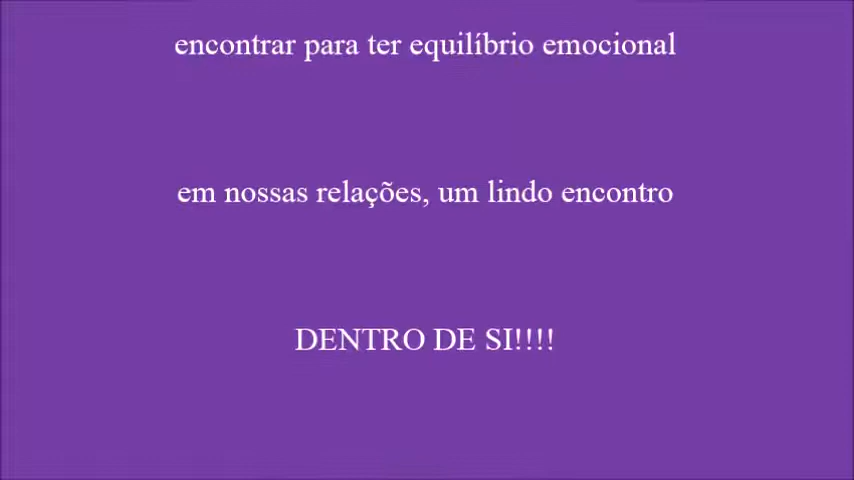 encontrar para ter equilíbrio emocional
em nossas relações, um lindo encontro
DENTRO DE SI!!!!